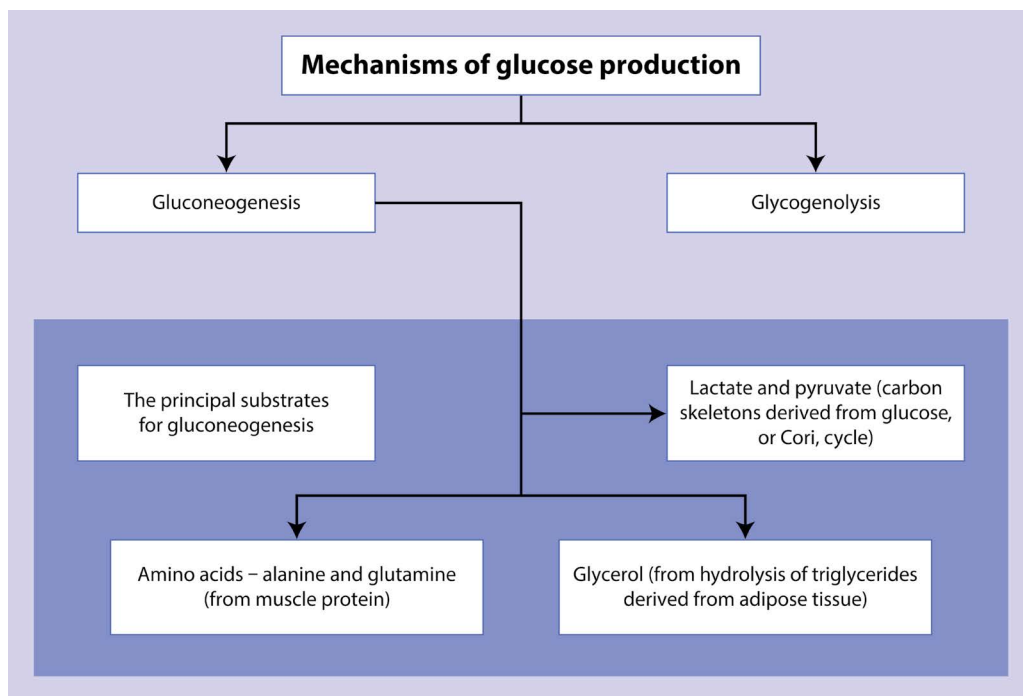 Mechanisms of glucose production
Gluconeogenesis
Glycogenolysis
The principal substrates
for gluconeogenesis
Lactate and pyruvate (carbon
skeletons derived from glucose,
or Cori, cycle)
Amino acids – alanine and glutamine
(from muscle protein)
Glycerol (from hydrolysis of triglycerides
derived from adipose tissue)